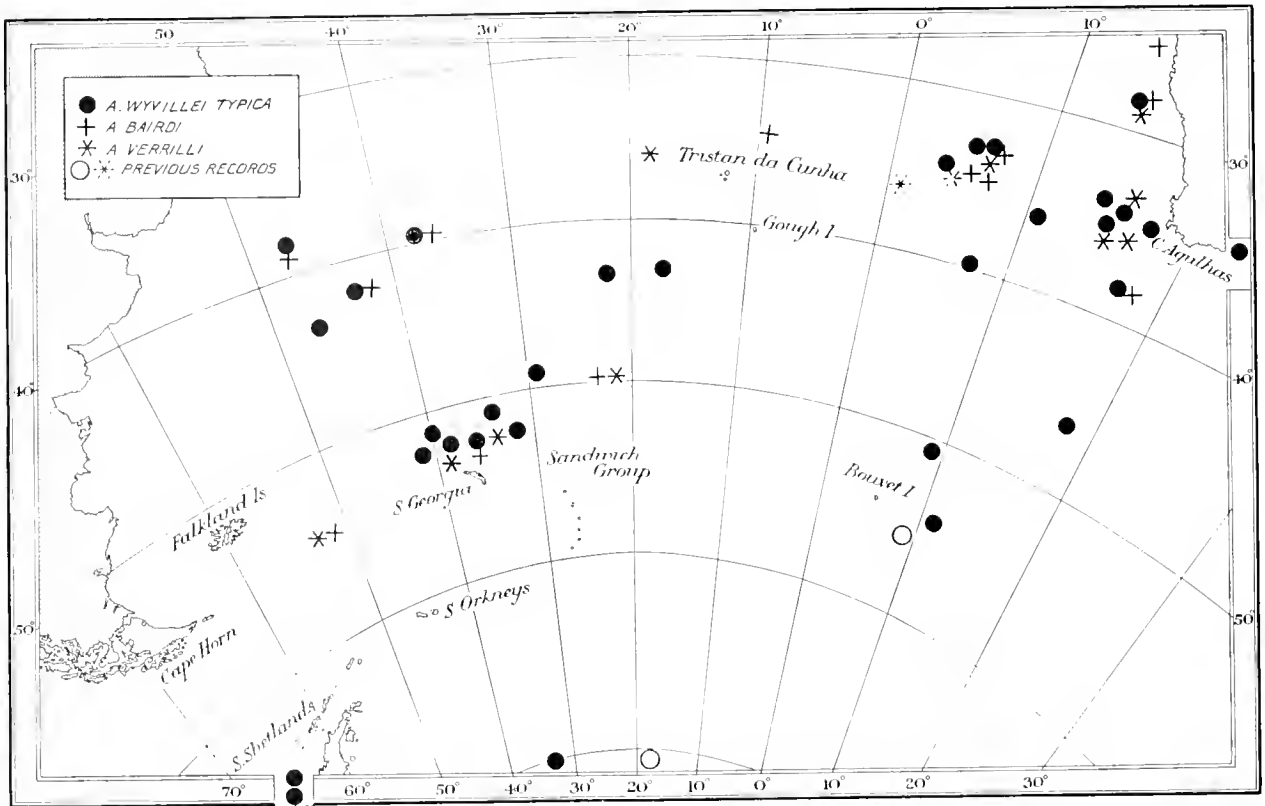 50° 40° 30° 20° 10° 0° 10°
A. WYVILLEI TYPICA
A BAIRDI
A VERRILLI
PREVIOUS RECORDS
30° 30°
Tristan da Cunha
Gough I
C. Agulhas
40° 40°
Sandwich
Group
S. Georgia
Bouvet I
Falkland Is
S. Orkneys
50° 50°
Cape Horn
S. Shetlands
70° 60° 50° 40° 30° 20° 10° 0° 10° 20° 30°